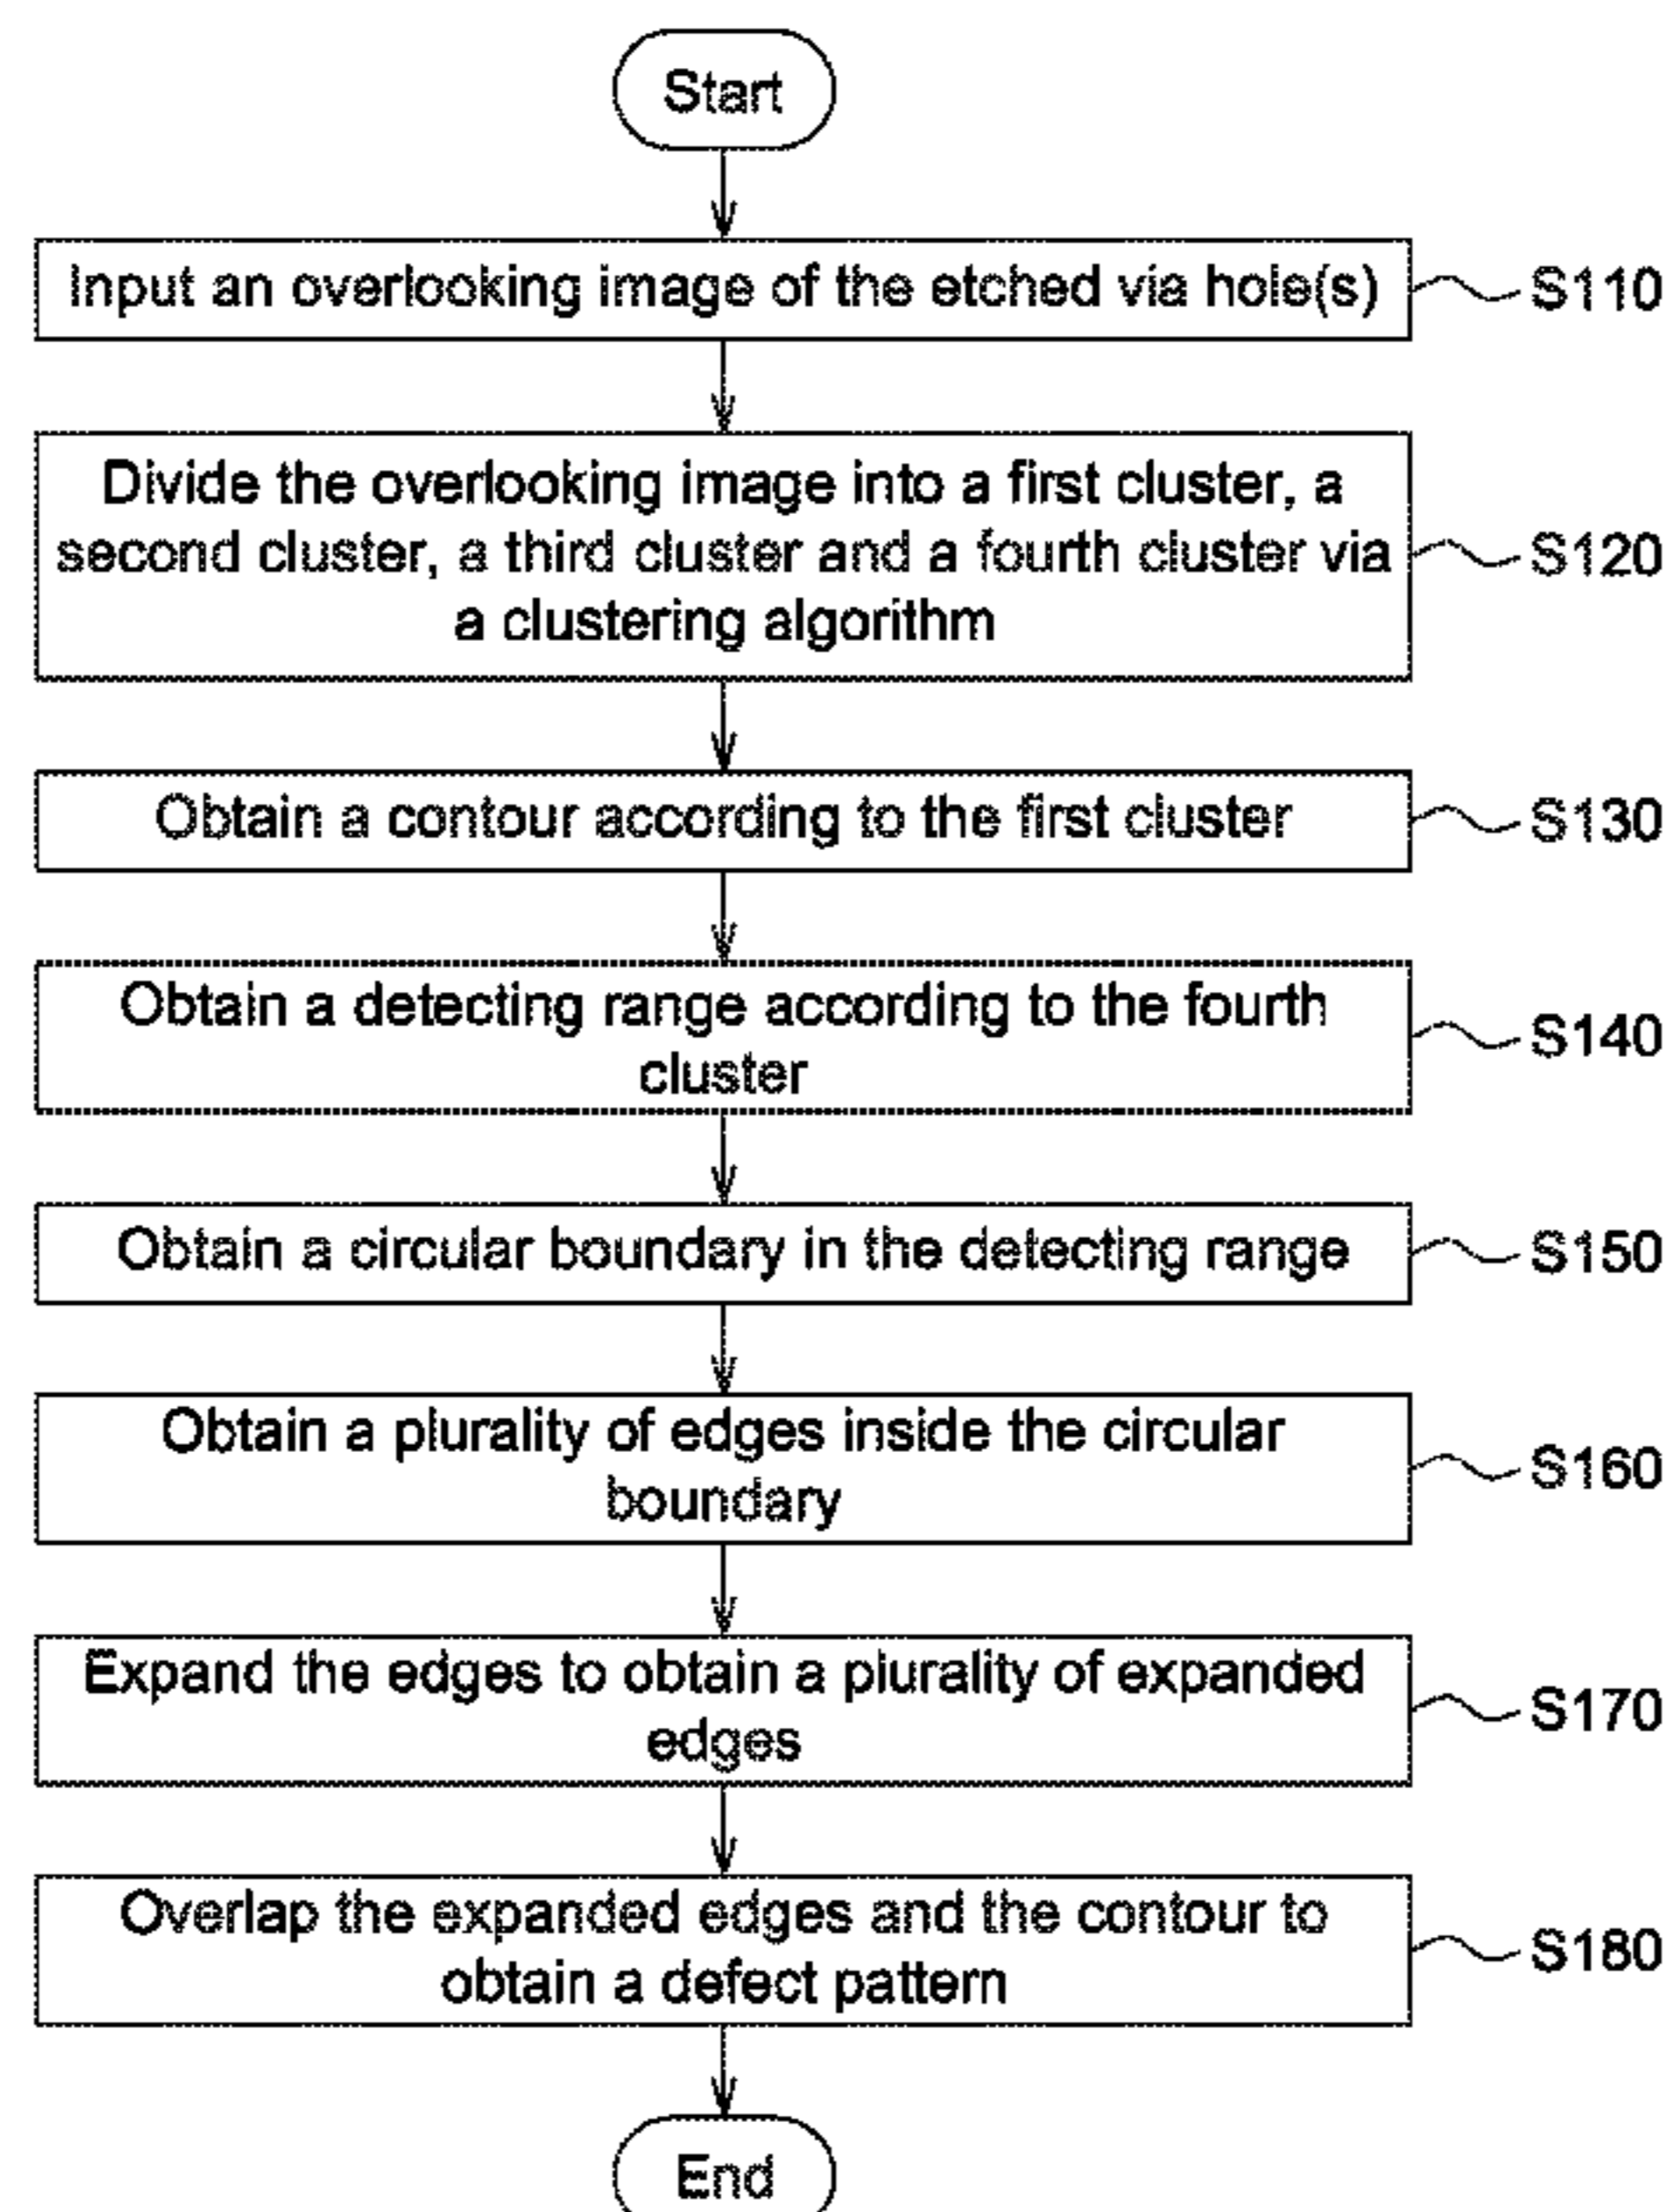 Start
Input an overlooking image of the etched via hole(s)
S110
Divide the overlooking image into a first cluster, a
second cluster, a third cluster and a fourth cluster via
a clustering algorithm
S120
Obtain a contour according to the first cluster
S130
Obtain a detecting range according to the fourth
cluster
S140
Obtain a circular boundary in the detecting range
S150
Obtain a plurality of edges inside the circular
boundary
S160
Expand the edges to obtain a plurality of expanded
edges
S170
Overlap the expanded edges and the contour to
obtain a defect pattern
S180
End